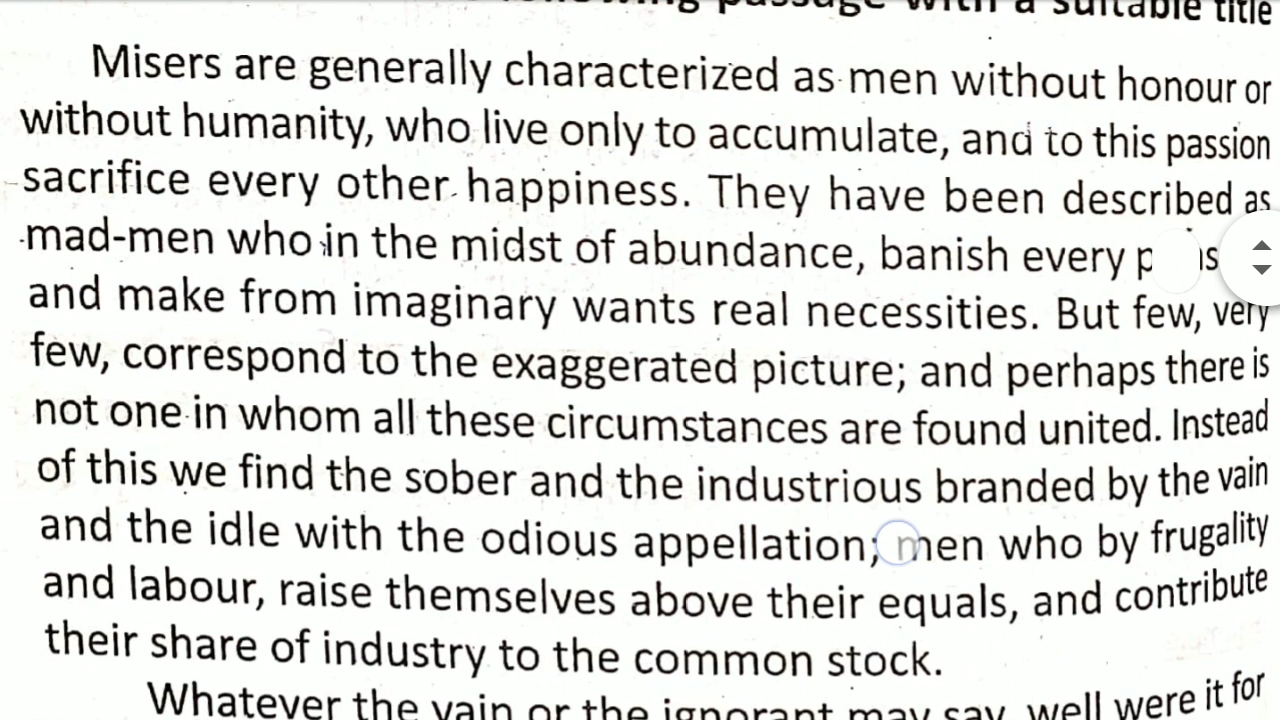 following passage with a suitable title
Misers are generally characterized as men without honour or
without humanity, who live only to accumulate, and to this passion
sacrifice every other happiness. They have been described as
mad-men who in the midst of abundance, banish every
and make from imaginary wants real necessities. But few, very
few, correspond to the exaggerated picture; and perhaps there is
not one in whom all these circumstances are found united. Instead
of this we find the sober and the industrious branded by the vain
and the idle with the odious appellation; men who by frugality
and labour, raise themselves above their equals, and contribute
their share of industry to the common stock.
Whatever the vain or the ignorant may say, well were it for